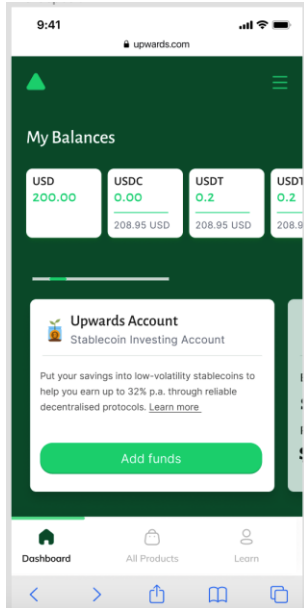 9:41
upwards.com
My Balances
USD USDC USDT USDT
200.00 0.00 0.2 0.2
208.95 USD 208.95 USD 208.9
Upwards Account
Stablecoin Investing Account
Put your savings into low-volatility stablecoins to
help you earn up to 32% p.a. through reliable
decentralised protocols. Learn more
Add funds
Dashboard All Products Learn